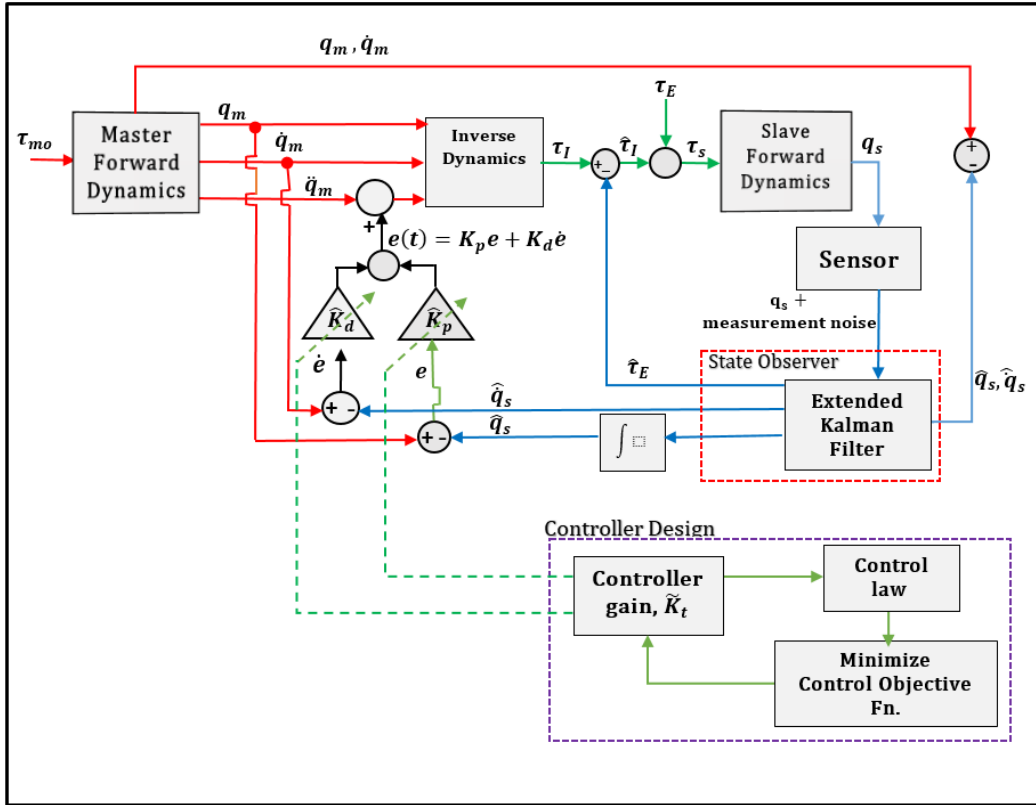 q_m , q̇_m
τ_mo
Master
Forward
Dynamics
q_m
q̇_m
q̈_m
Inverse
Dynamics
τ_I
+
−
τ̂_I
τ_E
τ_s
Slave
Forward
Dynamics
q_s
+
-
+
e(t) = K_p e + K_d ė
Sensor
K̂_d
K̂_p
q_s +
measurement noise
ė
e
τ̂_E
State Observer
q̂_s, q̇̂_s
q̇̂_s
+ -
q̂_s
+ -
∫
Extended
Kalman
Filter
Controller Design
Controller
gain, K̃_t
Control
law
Minimize
Control Objective
Fn.